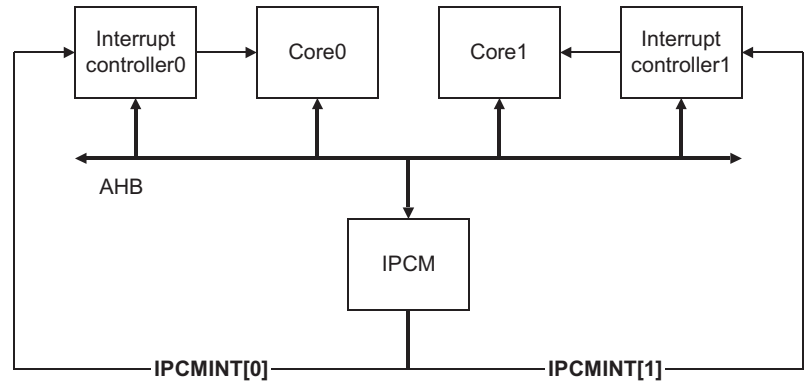 Interrupt
controller0
Core0
Core1
Interrupt
controller1
AHB
IPCM
IPCMINT[0]
IPCMINT[1]